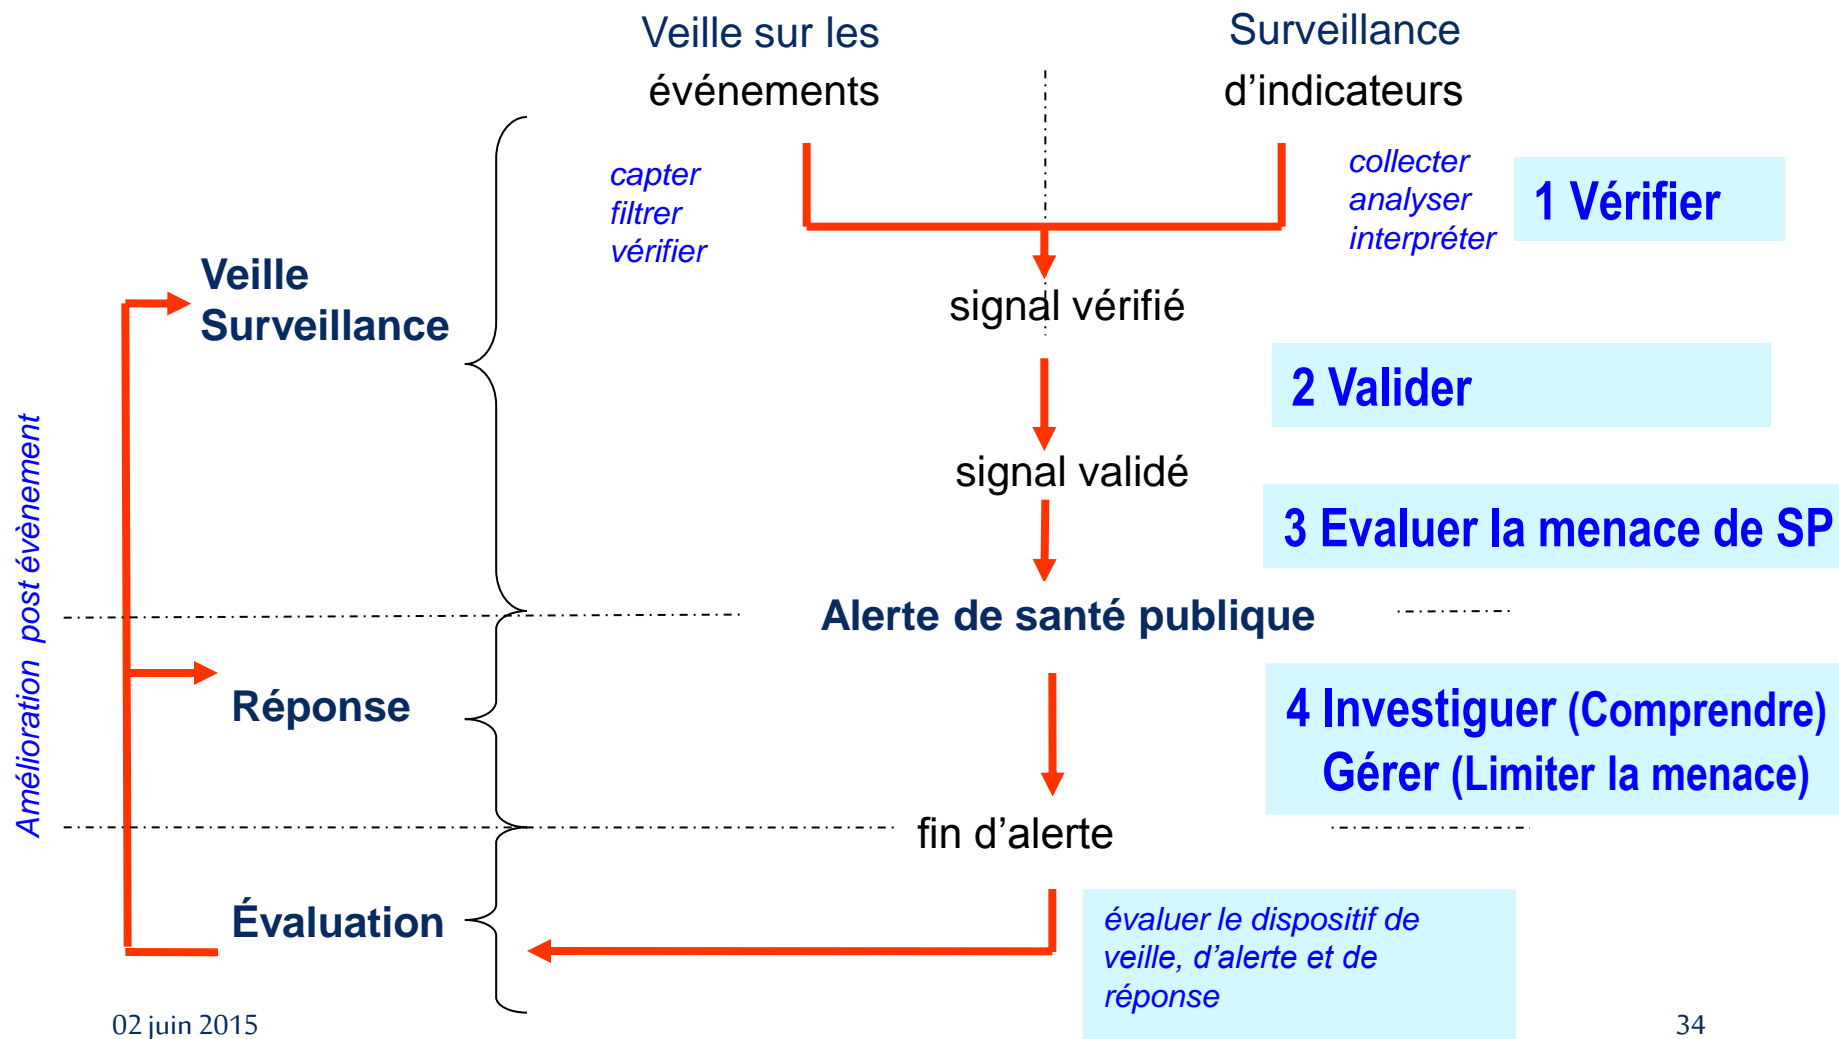 Veille sur les
événements
Surveillance
d’indicateurs
capter
filtrer
vérifier
collecter
analyser
interpréter
1 Vérifier
Veille
Surveillance
signal vérifié
2 Valider
signal validé
3 Evaluer la menace de SP
Alerte de santé publique
Amélioration post évènement
Réponse
4 Investiguer (Comprendre)
Gérer (Limiter la menace)
fin d’alerte
Évaluation
évaluer le dispositif de
veille, d’alerte et de
réponse
02 juin 2015
34